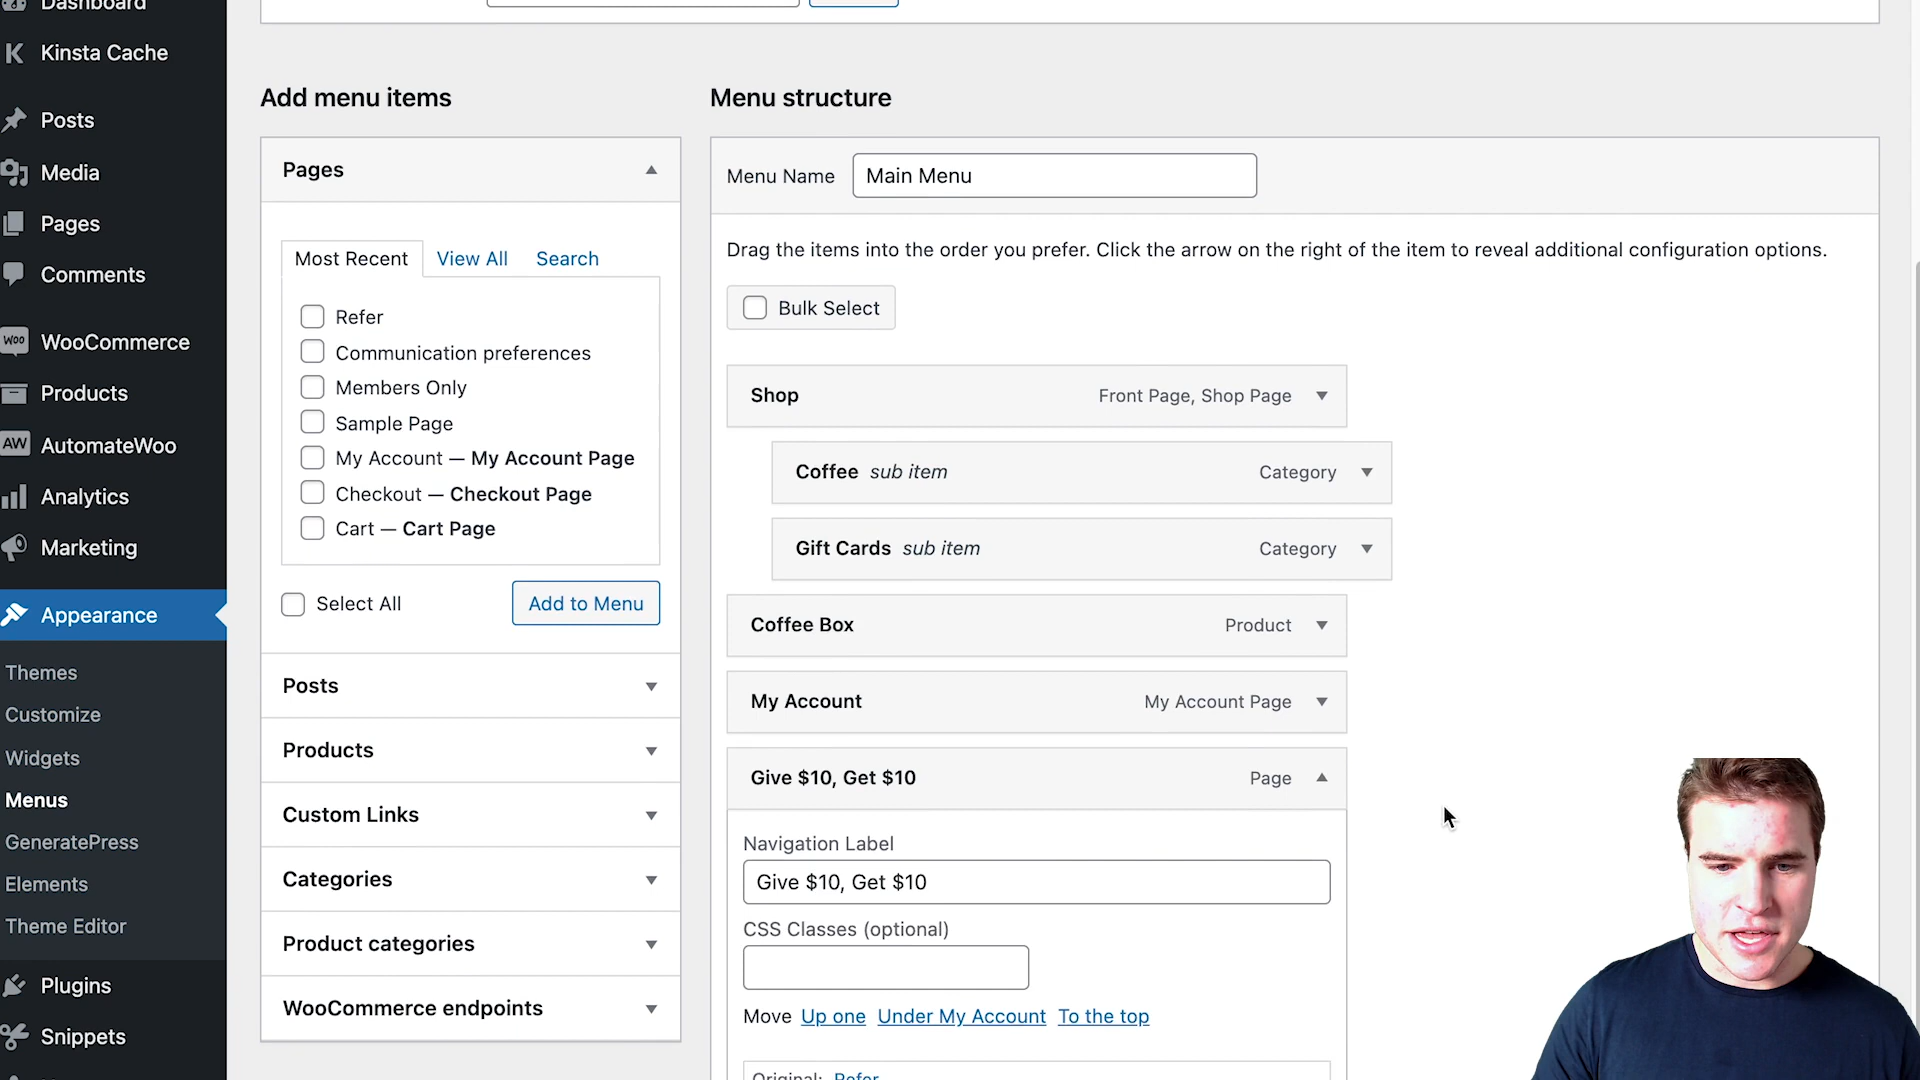 Dashboard
Kinsta Cache
Posts
Media
Pages
Comments
Woo WooCommerce
Products
AW AutomateWoo
Analytics
Marketing
Appearance
Themes
Customize
Widgets
Menus
GeneratePress
Elements
Theme Editor
Plugins
Snippets
Add menu items
Pages
Most Recent View All Search
Refer
Communication preferences
Members Only
Sample Page
My Account — My Account Page
Checkout — Checkout Page
Cart — Cart Page
Select All Add to Menu
Posts
Products
Custom Links
Categories
Product categories
WooCommerce endpoints
Menu structure
Menu Name Main Menu
Drag the items into the order you prefer. Click the arrow on the right of the item to reveal additional configuration options.
Bulk Select
Shop Front Page, Shop Page
Coffee sub item Category
Gift Cards sub item Category
Coffee Box Product
My Account My Account Page
Give $10, Get $10 Page
Navigation Label
Give $10, Get $10
CSS Classes (optional)
Move Up one Under My Account To the top
Original: Refer